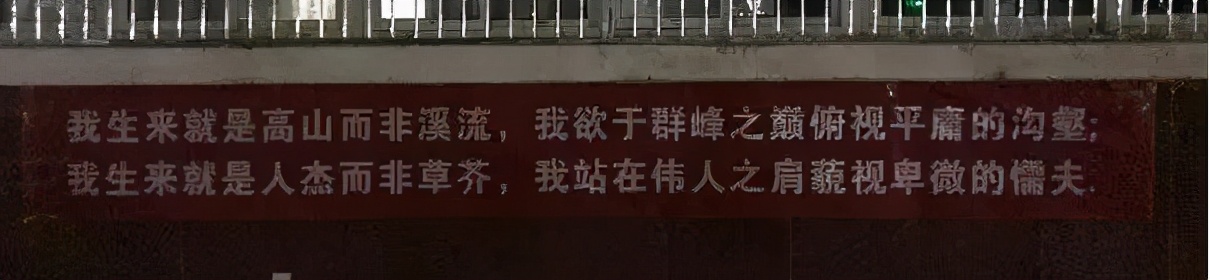 我生来就是高山而非溪流，我欲于群峰之巅俯视平庸的沟壑;
我生来就是人杰而非草芥，我站在伟人之肩藐视卑微的懦夫.